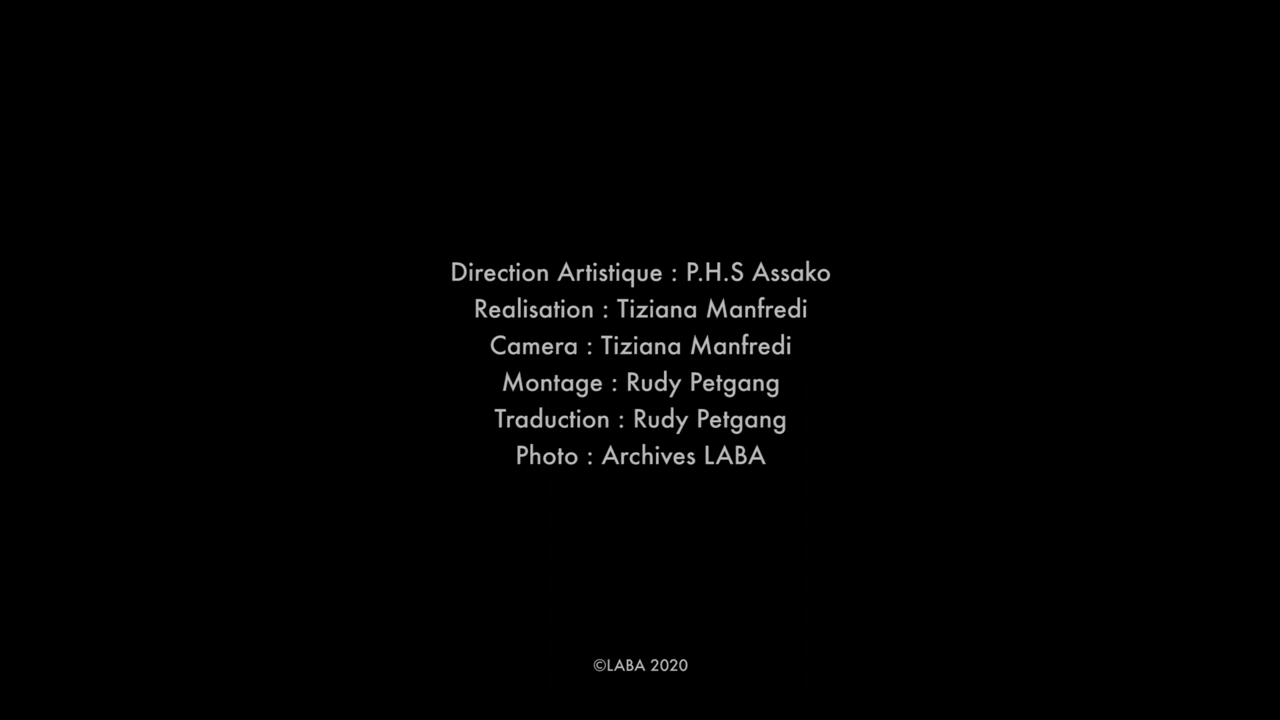 Direction Artistique : P.H.S Assako
Realisation : Tiziana Manfredi
Camera : Tiziana Manfredi
Montage : Rudy Petgang
Traduction : Rudy Petgang
Photo : Archives LABA
©LABA 2020